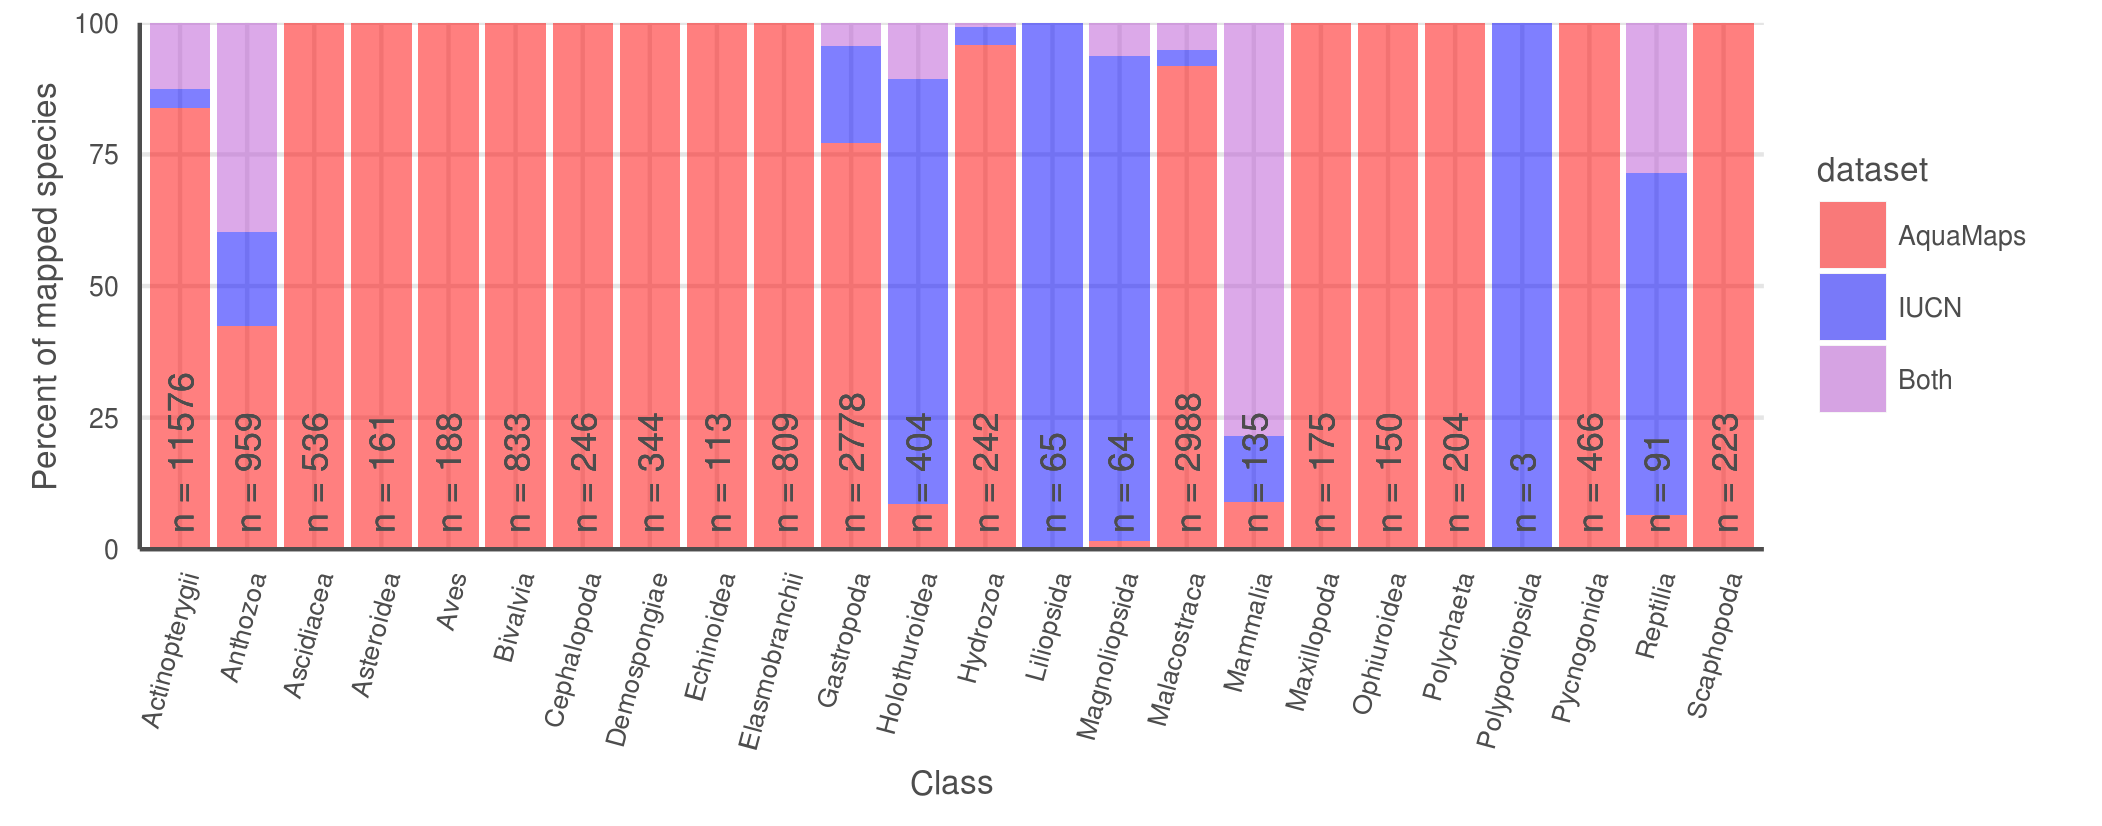 Percent of mapped species
100
75
50
25
0
n = 11576
n = 959
n = 536
n = 161
n = 188
n = 833
n = 246
n = 344
n = 113
n = 809
n = 2778
n = 404
n = 242
n = 65
n = 64
n = 2988
n = 135
n = 175
n = 150
n = 204
n = 3
n = 466
n = 91
n = 223
Actinopterygii
Anthozoa
Ascidiacea
Asteroidea
Aves
Bivalvia
Cephalopoda
Demospongiae
Echinoidea
Elasmobranchii
Gastropoda
Holothuroidea
Hydrozoa
Liliopsida
Magnoliopsida
Malacostraca
Mammalia
Maxillopoda
Ophiuroidea
Polychaeta
Polypodiopsida
Pycnogonida
Reptilia
Scaphopoda
Class
dataset
AquaMaps
IUCN
Both